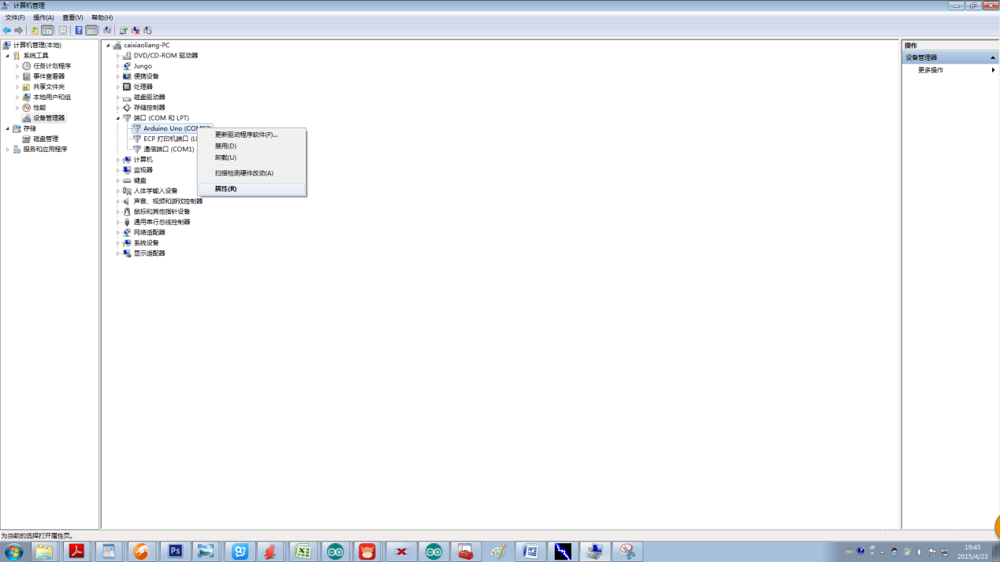 计算机管理
文件(F) 操作(A) 查看(V) 帮助(H)
计算机管理(本地)
系统工具
任务计划程序
事件查看器
共享文件夹
本地用户和组
性能
设备管理器
存储
磁盘管理
服务和应用程序
caixiaoliang-PC
DVD/CD-ROM 驱动器
Jungo
便携设备
处理器
磁盘驱动器
存储控制器
端口 (COM 和 LPT)
Arduino Uno
ECP 打印机端口
通信端口 (COM1)
计算机
监视器
键盘
人体学输入设备
声音、视频和游戏控制器
鼠标和其他指针设备
通用串行总线控制器
网络适配器
系统设备
显示适配器
更新驱动程序软件(P)...
禁用(D)
卸载(U)
扫描检测硬件改动(A)
属性(R)
操作
设备管理器
更多操作
为当前的选择打开属性页。
Ps
19:45
2015/4/23